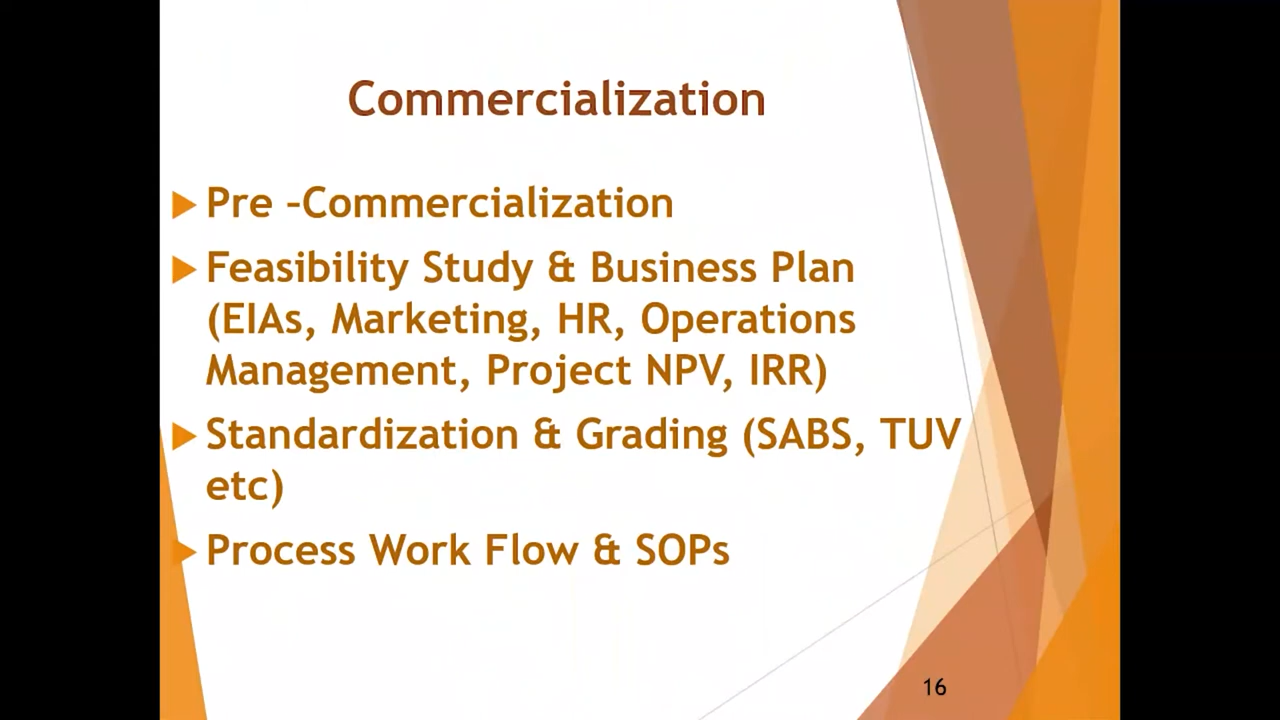 Commercialization
Pre –Commercialization
Feasibility Study & Business Plan
(EIAs, Marketing, HR, Operations
Management, Project NPV, IRR)
Standardization & Grading (SABS, TUV
etc)
Process Work Flow & SOPs
16